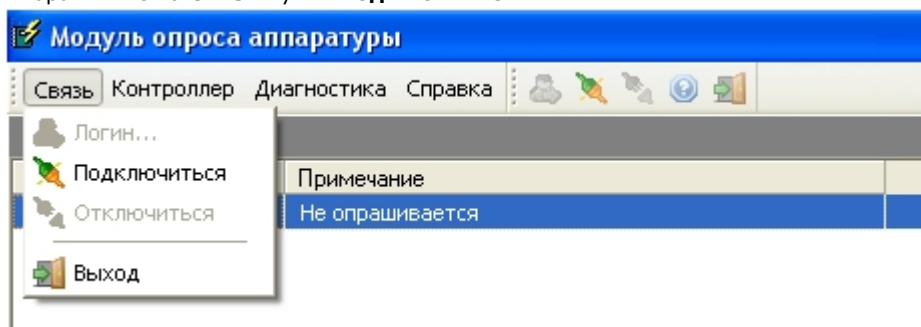 Модуль опроса аппаратуры
Связь Контроллер Диагностика Справка
Логин...
Подключиться
Примечание
Отключиться
Не опрашивается
Выход